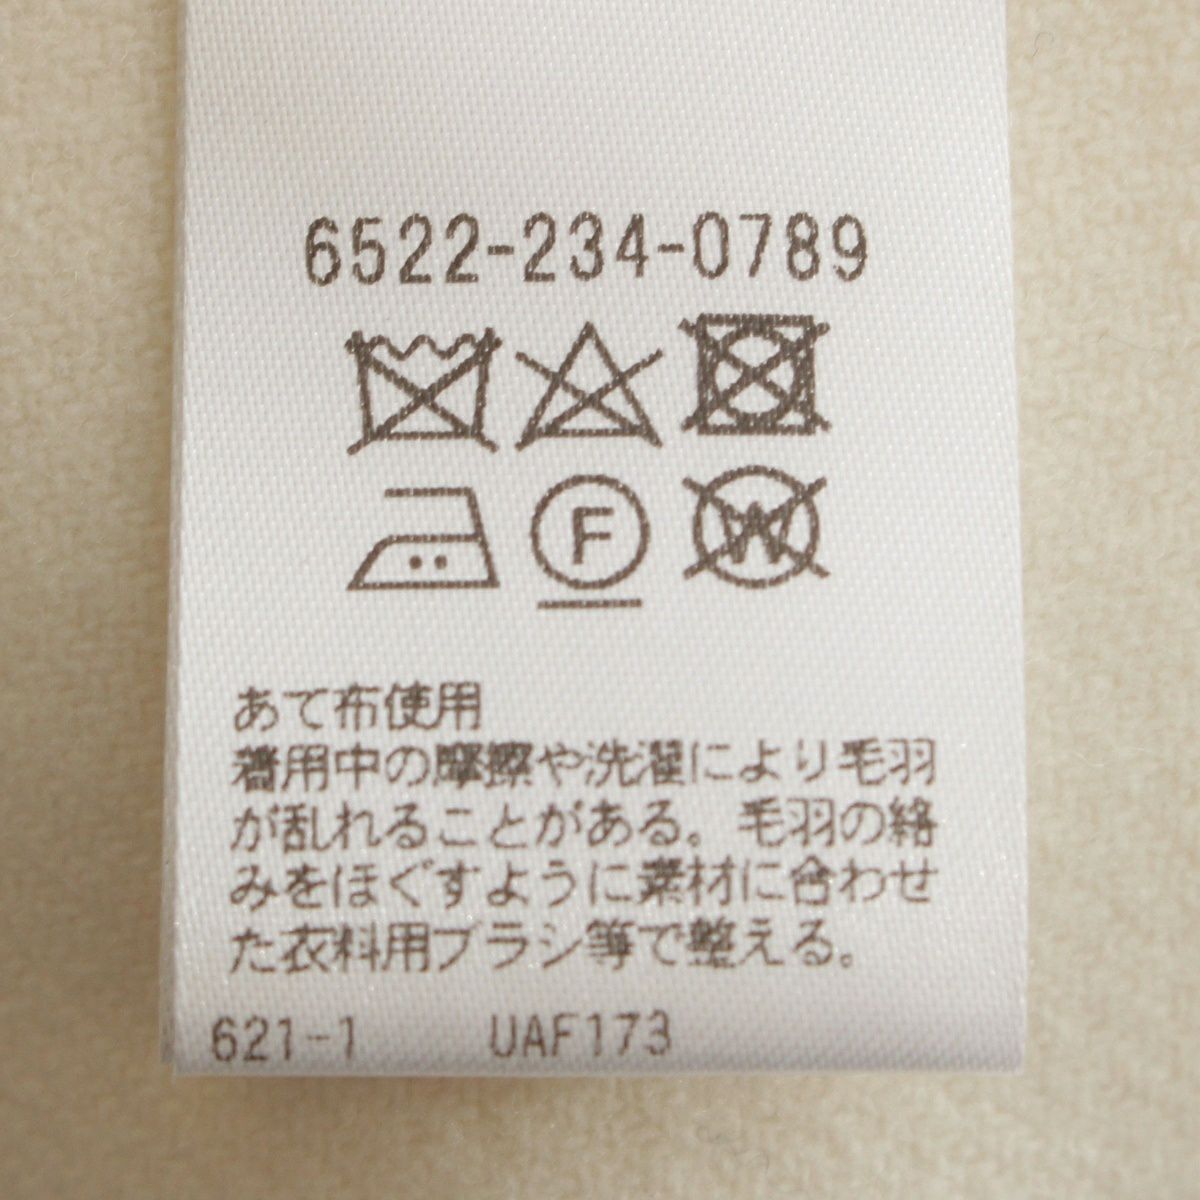 6522-234-0789
F W
あて布使用
着用中の摩擦や洗濯により毛羽
が乱れることがある。毛羽の絡
みをほぐすように素材に合わせ
た衣料用ブラシ等で整える。
621-1 UAF173